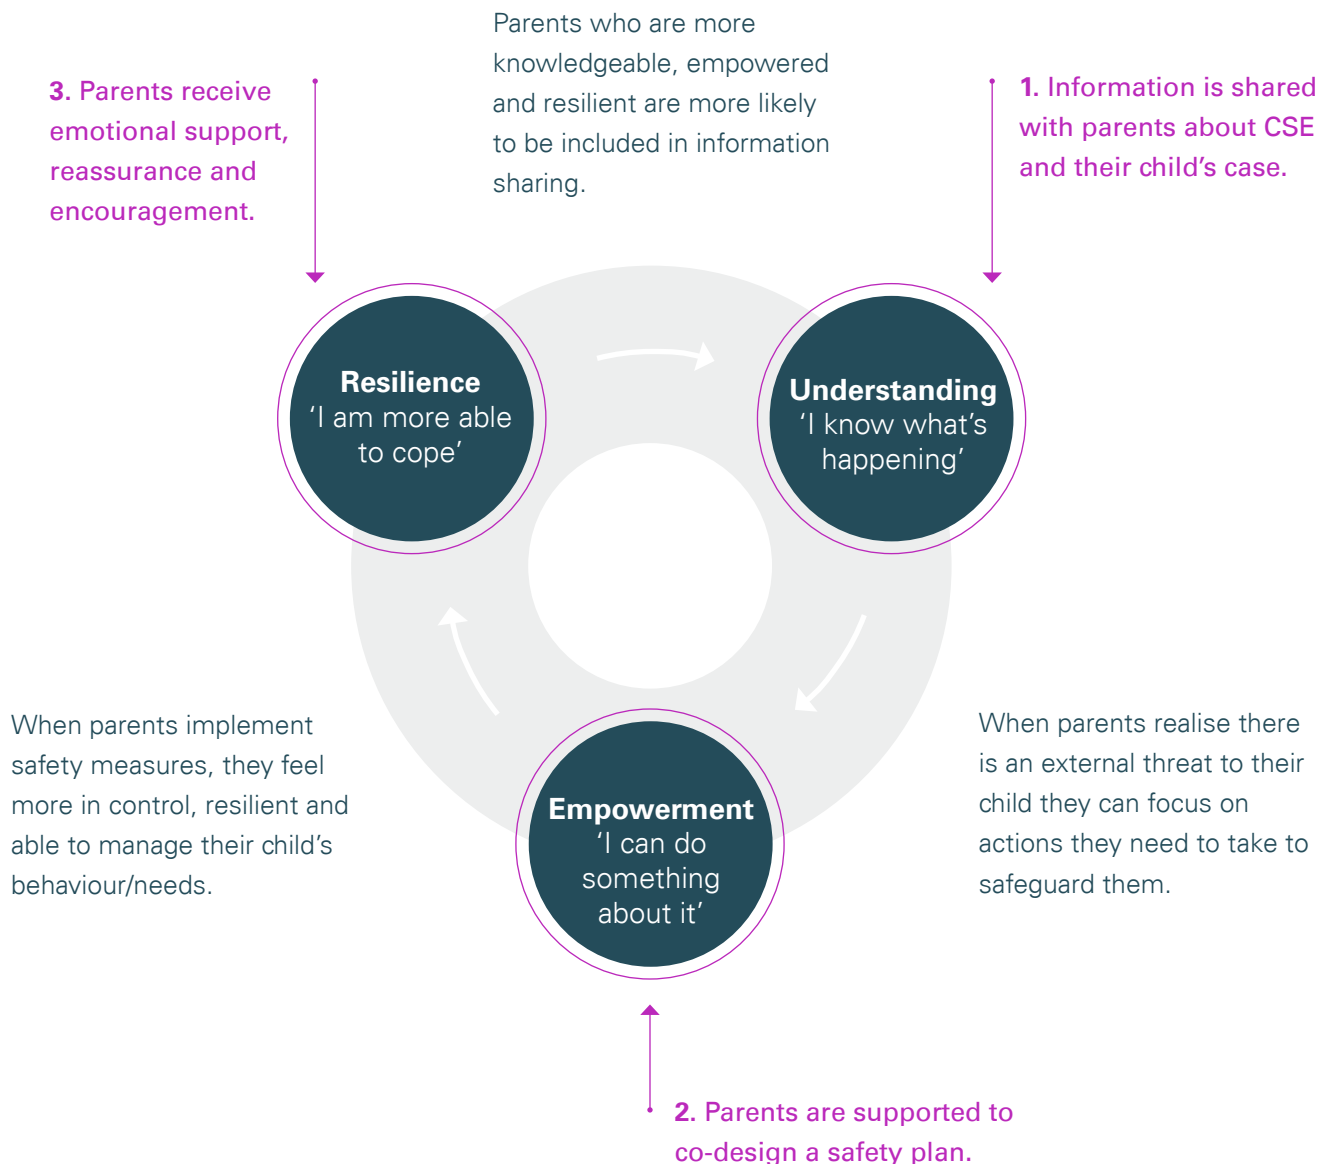 Parents who are more
knowledgeable, empowered
and resilient are more likely
to be included in information
sharing.
3. Parents receive
emotional support,
reassurance and
encouragement.
1. Information is shared
with parents about CSE
and their child’s case.
Resilience
‘I am more able
to cope’
Understanding
‘I know what’s
happening’
When parents implement
safety measures, they feel
more in control, resilient and
able to manage their child’s
behaviour/needs.
Empowerment
‘I can do
something
about it’
When parents realise there
is an external threat to their
child they can focus on
actions they need to take to
safeguard them.
2. Parents are supported to
co-design a safety plan.